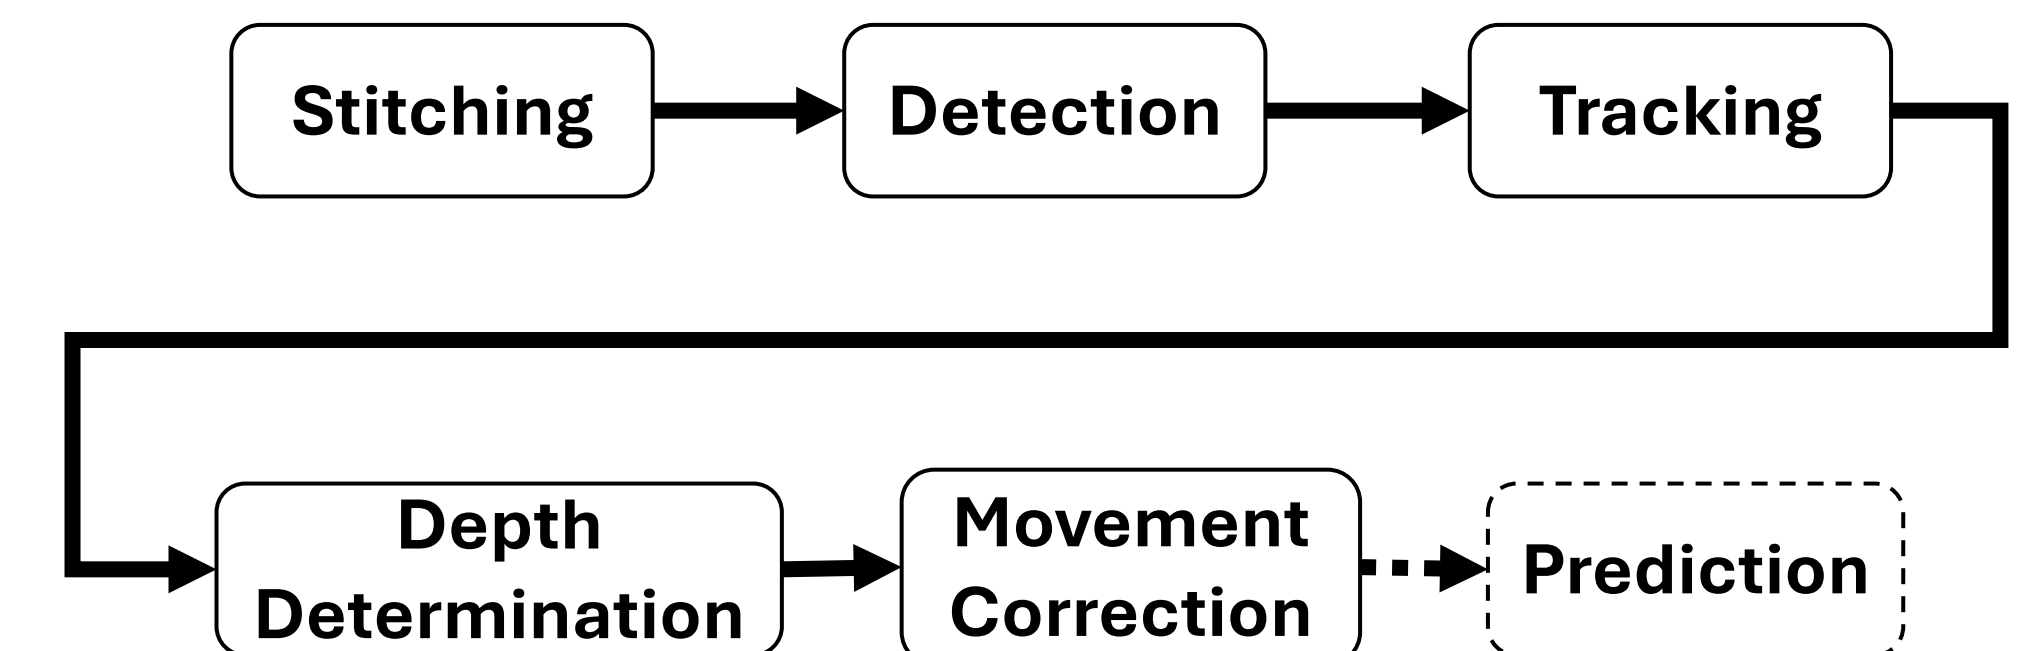 Stitching
Detection
Tracking
Depth
Determination
Movement
Correction
Prediction